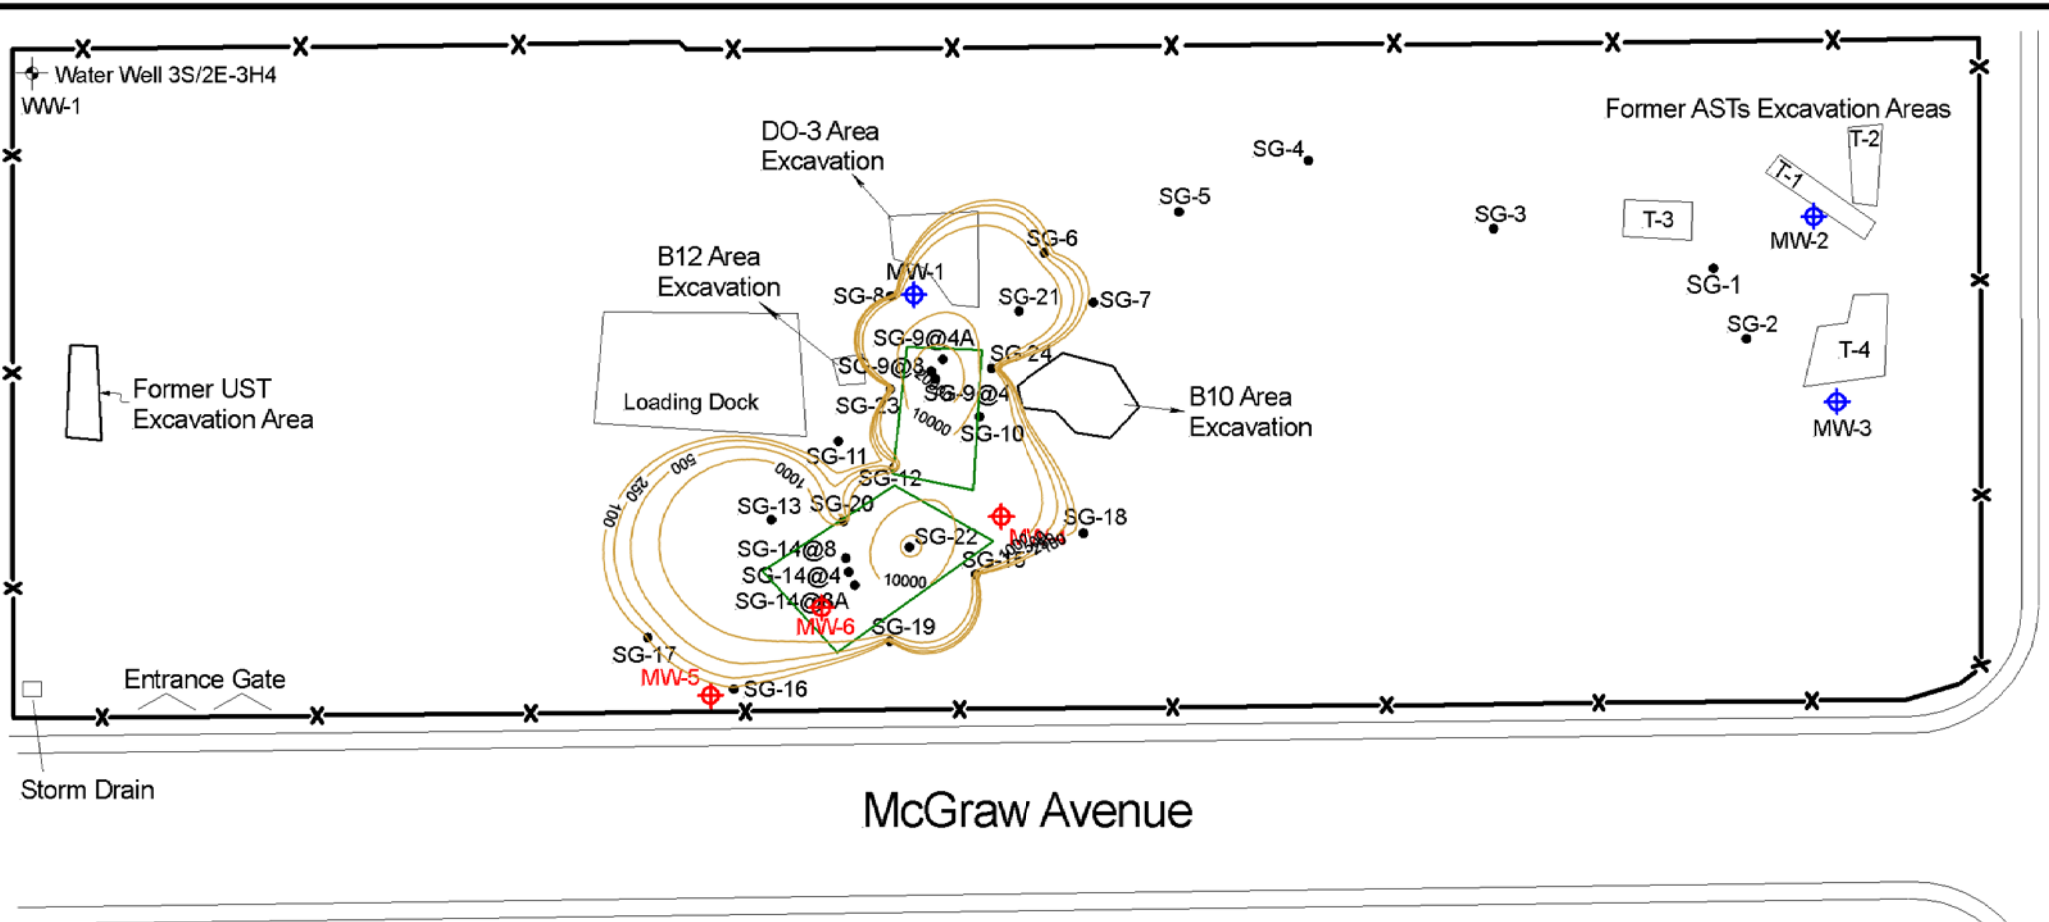 Water Well 3S/2E-3H4
WW-1
Former ASTs Excavation Areas
T-2
T-1
DO-3 Area
Excavation
SG-4
SG-5
SG-3
T-3
MW-2
SG-6
B12 Area
Excavation
MW-1
SG-8
SG-21
SG-7
SG-1
SG-2
SG-9@4A
SG-24
T-4
SG-9@8
SG-9@4
Former UST
Excavation Area
Loading Dock
SG-23
10000
SG-10
B10 Area
Excavation
MW-3
SG-11
500
1000
SG-12
250
100
SG-13
SG-20
SG-18
SG-22
SG-14@8
SG-15
SG-14@4
10000
SG-14@8A
MW-6
SG-19
SG-17
MW-5
SG-16
Entrance Gate
Storm Drain
McGraw Avenue